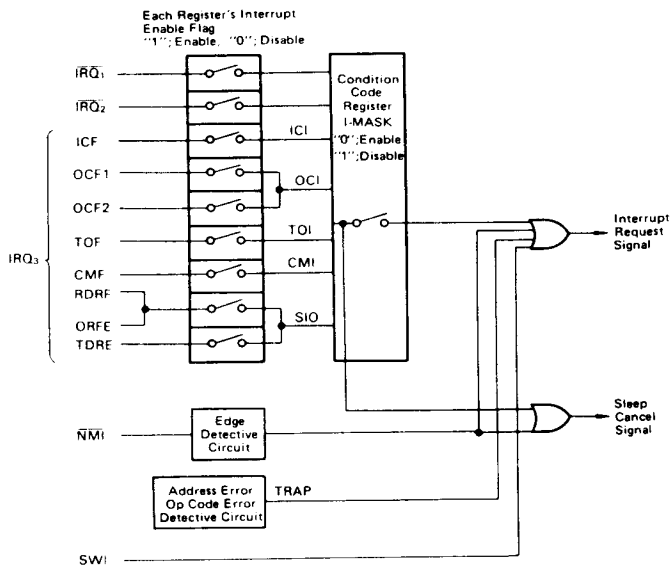 Each Register's Interrupt
Enable Flag
"1"; Enable, "0"; Disable
IRQ₁
IRQ₂
ICF
ICI
OCF1
OCI
OCF2
TOF
TOI
IRQ₃
CMF
CMI
RDRF
ORFE
SIO
TDRE
Condition
Code
Register
I-MASK
"0";Enable
"1";Disable
Interrupt
Request
Signal
Sleep
Cancel
Signal
NMI
Edge
Detective
Circuit
Address Error
Op Code Error
Detective Circuit
TRAP
SWI